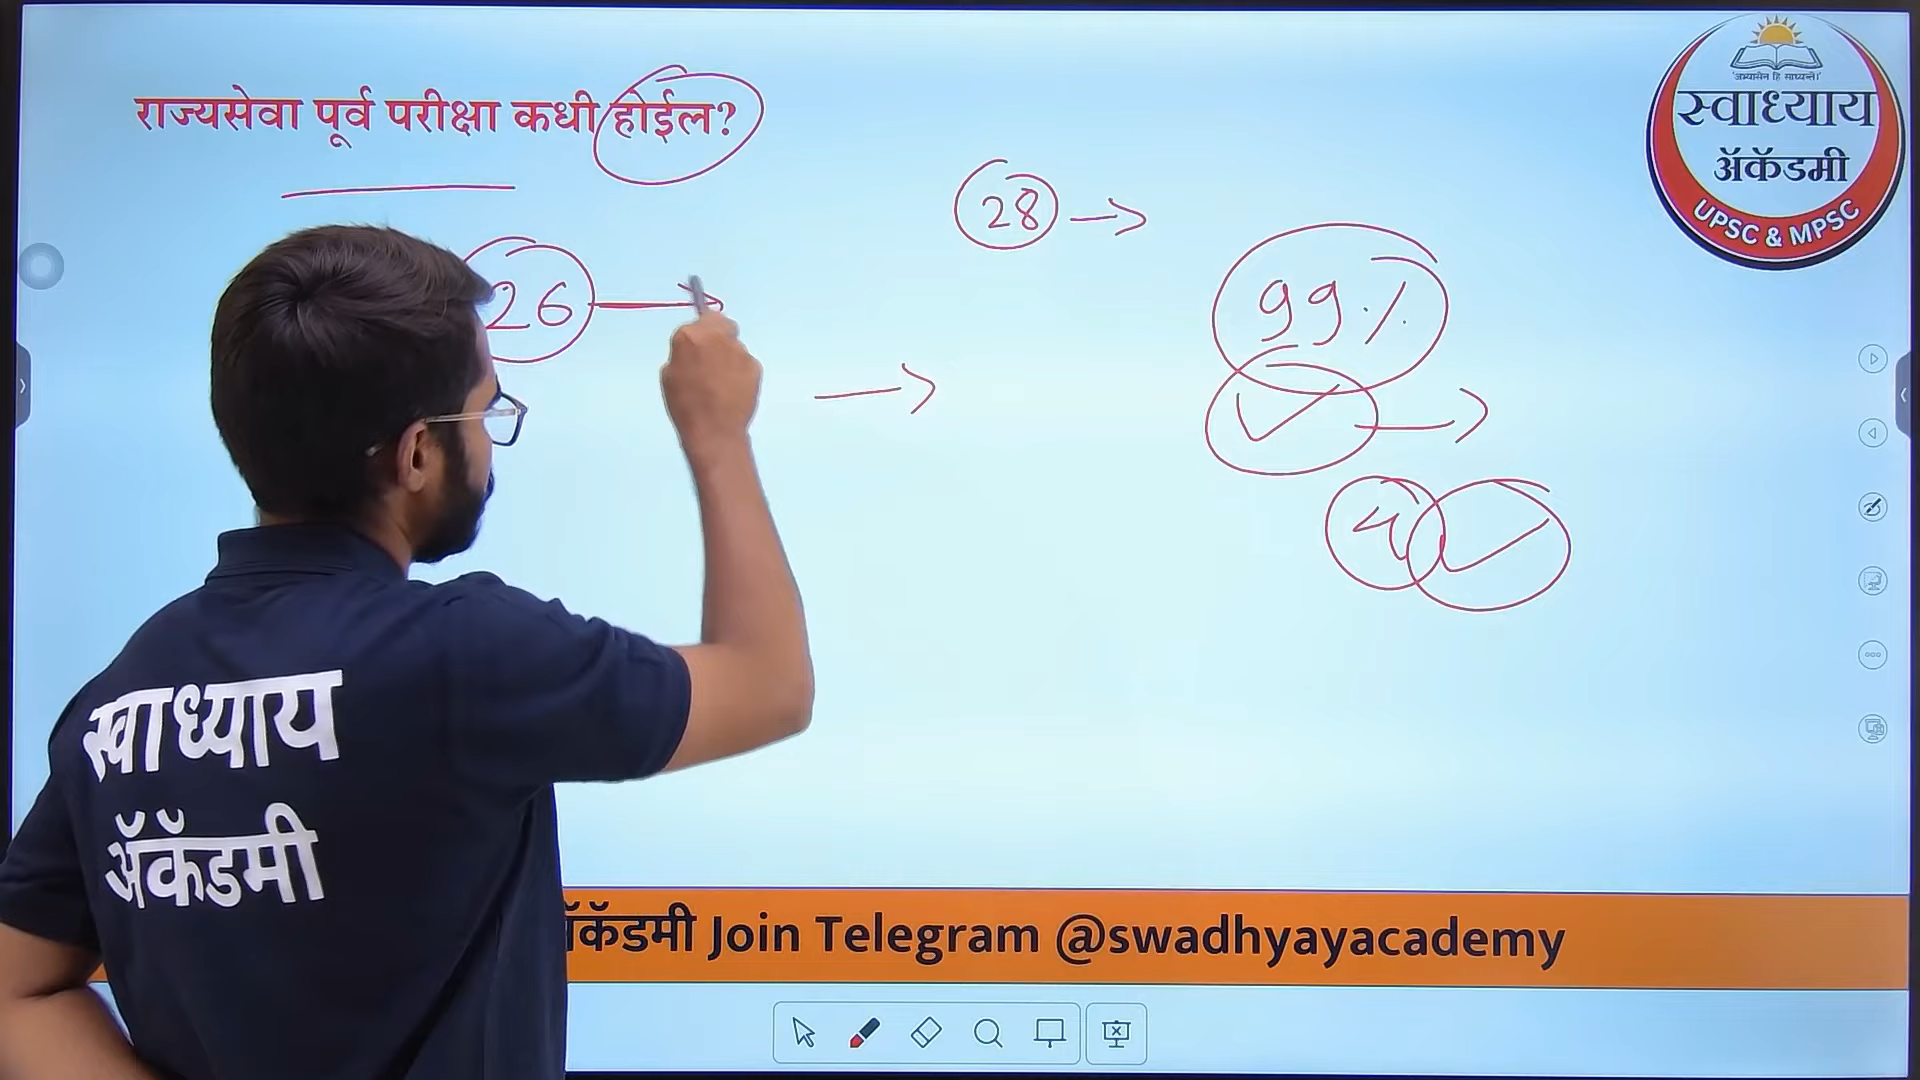 राज्यसेवा पूर्व परीक्षा कधी होईल?
'अभ्यासेन हि साध्यन्ते।'
स्वाध्याय
ॲकॅडमी
UPSC & MPSC
28
26
99%
स्वाध्याय
ॲकॅडमी
ॲकॅडमी Join Telegram @swadhyayacademy